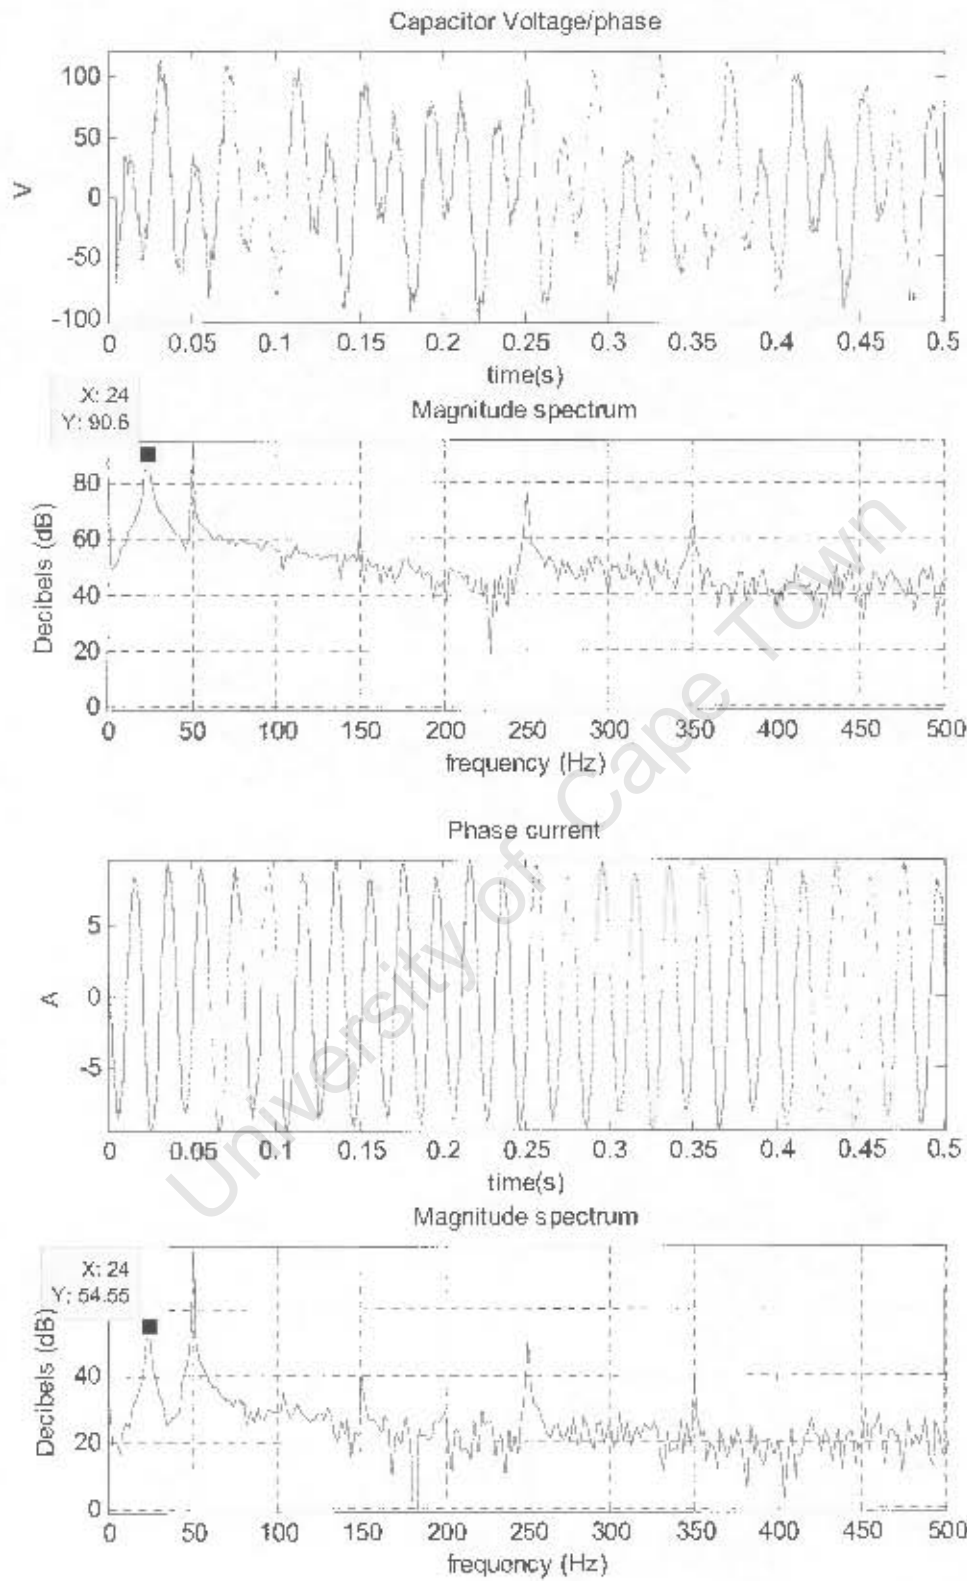 Capacitor Voltage/phase
100
50
0
-50
-100
V
0 0.05 0.1 0.15 0.2 0.25 0.3 0.35 0.4 0.45 0.5
time(s)
X: 24
Y: 90.6
Magnitude spectrum
80
60
40
20
0
Decibels (dB)
0 50 100 150 200 250 300 350 400 450 500
frequency (Hz)
Phase current
5
0
-5
A
0 0.05 0.1 0.15 0.2 0.25 0.3 0.35 0.4 0.45 0.5
time(s)
Magnitude spectrum
X: 24
Y: 54.55
40
20
0
Decibels (dB)
0 50 100 150 200 250 300 350 400 450 500
frequency (Hz)
University of Cape Town